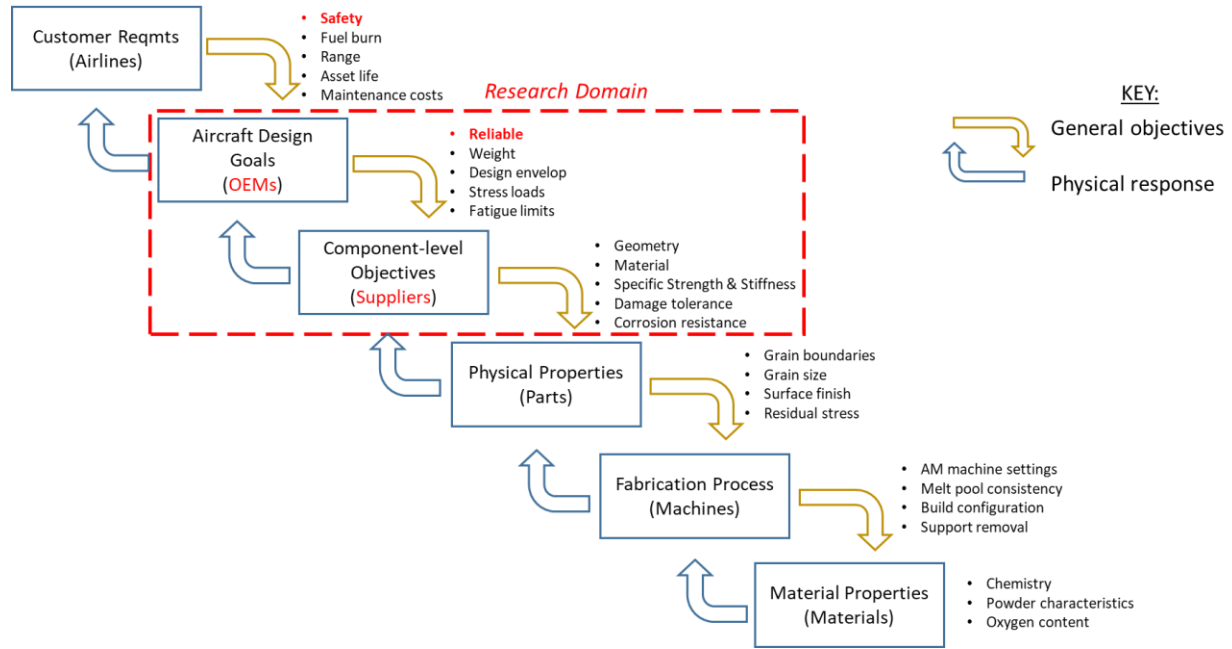 Customer Reqmts
(Airlines)
• Safety
• Fuel burn
• Range
• Asset life
• Maintenance costs
Research Domain
KEY:
General objectives
Physical response
Aircraft Design
Goals
(OEMs)
• Reliable
• Weight
• Design envelop
• Stress loads
• Fatigue limits
Component-level
Objectives
(Suppliers)
• Geometry
• Material
• Specific Strength & Stiffness
• Damage tolerance
• Corrosion resistance
Physical Properties
(Parts)
• Grain boundaries
• Grain size
• Surface finish
• Residual stress
Fabrication Process
(Machines)
• AM machine settings
• Melt pool consistency
• Build configuration
• Support removal
Material Properties
(Materials)
• Chemistry
• Powder characteristics
• Oxygen content